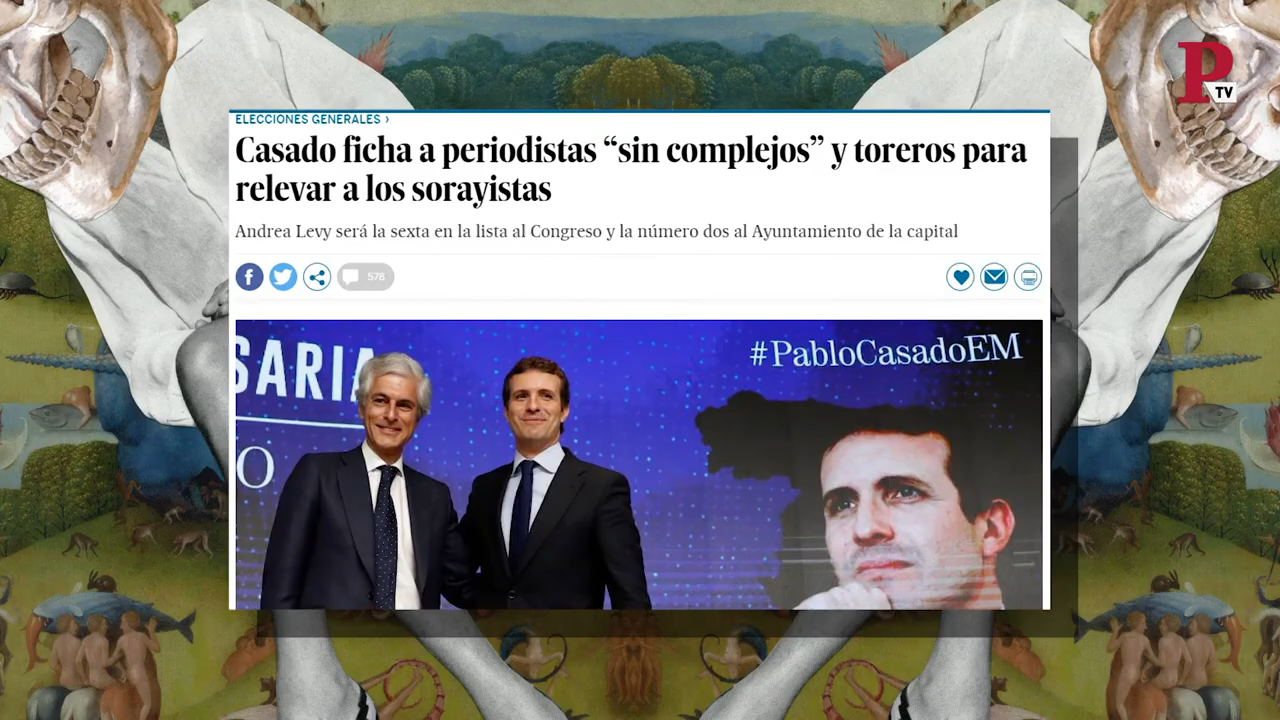 P
TV
ELECCIONES GENERALES ›
Casado ficha a periodistas “sin complejos” y toreros para
relevar a los sorayistas
Andrea Levy será la sexta en la lista al Congreso y la número dos al Ayuntamiento de la capital
578
SARIA
#PabloCasadoEM
O